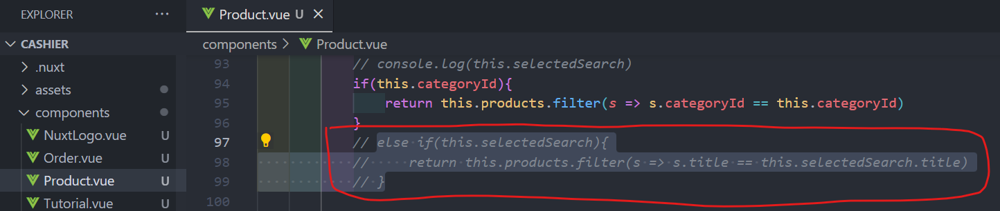 EXPLORER ...
Product.vue U ×
CASHIER
components > Product.vue
.nuxt
assets
components
NuxtLogo.vue U
Order.vue U
Product.vue U
Tutorial.vue U
93 // console.log(this.selectedSearch)
94 if(this.categoryId){
95 return this.products.filter(s => s.categoryId == this.categoryId)
96 }
97 // else if(this.selectedSearch){
98 // return this.products.filter(s => s.title == this.selectedSearch.title)
99 // }
100